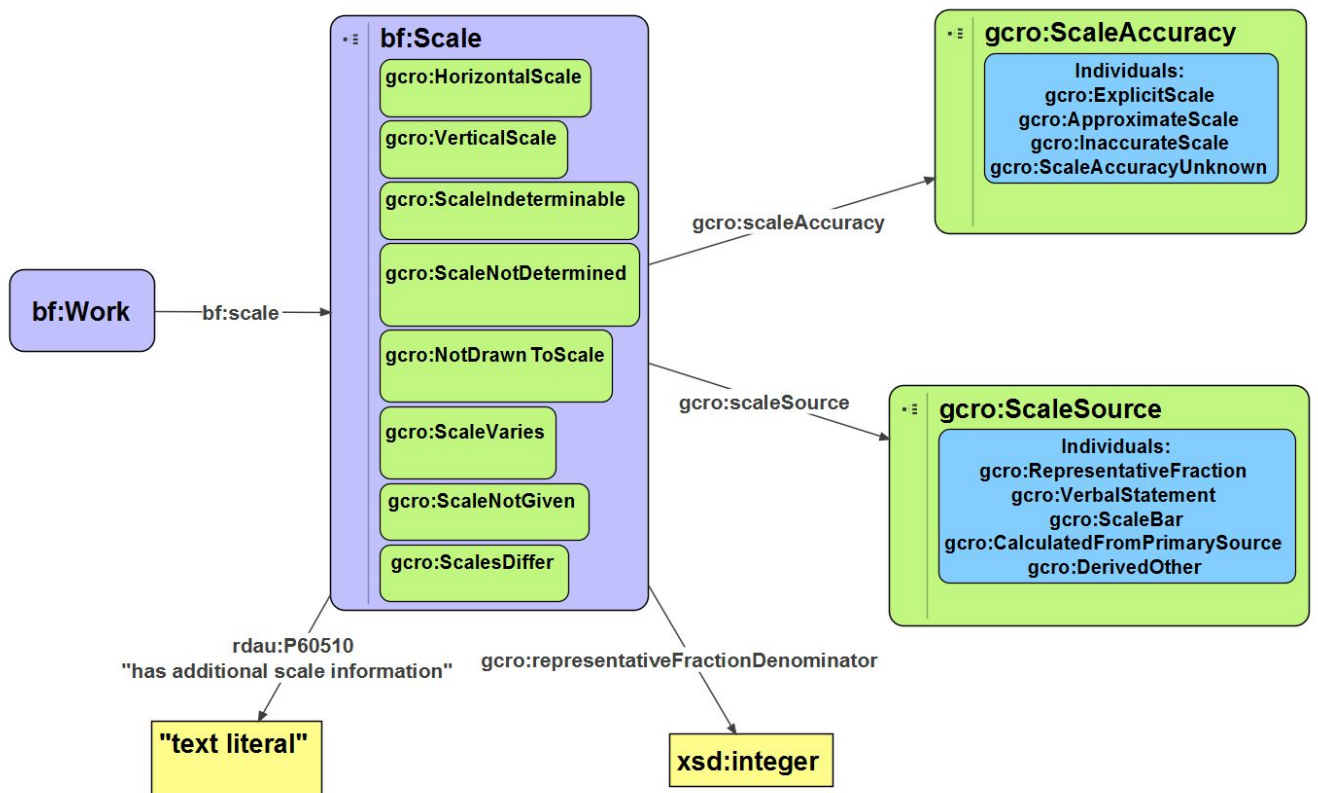 bf:Scale
gcro:HorizontalScale
gcro:VerticalScale
gcro:ScaleIndeterminable
gcro:ScaleNotDetermined
gcro:NotDrawn ToScale
gcro:ScaleVaries
gcro:ScaleNotGiven
gcro:ScalesDiffer
bf:Work
bf:scale
gcro:scaleAccuracy
gcro:ScaleAccuracy
Individuals:
gcro:ExplicitScale
gcro:ApproximateScale
gcro:InaccurateScale
gcro:ScaleAccuracyUnknown
gcro:scaleSource
gcro:ScaleSource
Individuals:
gcro:RepresentativeFraction
gcro:VerbalStatement
gcro:ScaleBar
gcro:CalculatedFromPrimarySource
gcro:DerivedOther
rdau:P60510
"has additional scale information"
gcro:representativeFractionDenominator
"text literal"
xsd:integer